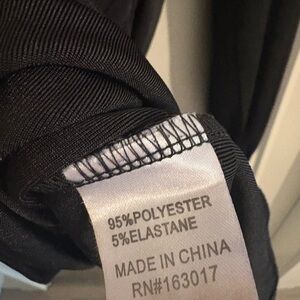 95%POLYESTER
5%ELASTANE
MADE IN CHINA
RN#163017